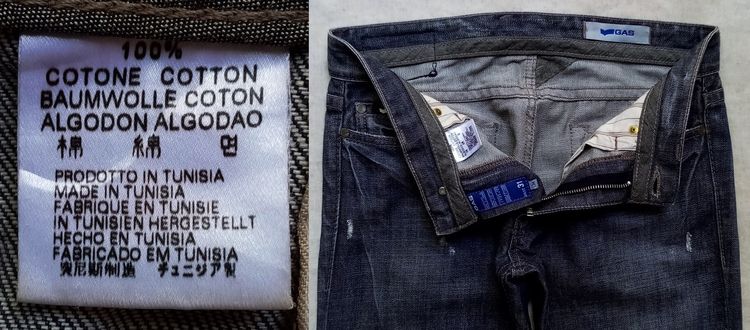 100%
COTONE COTTON
BAUMWOLLE COTON
ALGODON ALGODAO
棉 綿 면
PRODOTTO IN TUNISIA
MADE IN TUNISIA
FABRIQUE EN TUNISIE
IN TUNISIEN HERGESTELLT
HECHO EN TUNISIA
FABRICADO EM TUNISIA
突尼斯制造 チュニジア製
GAS
31